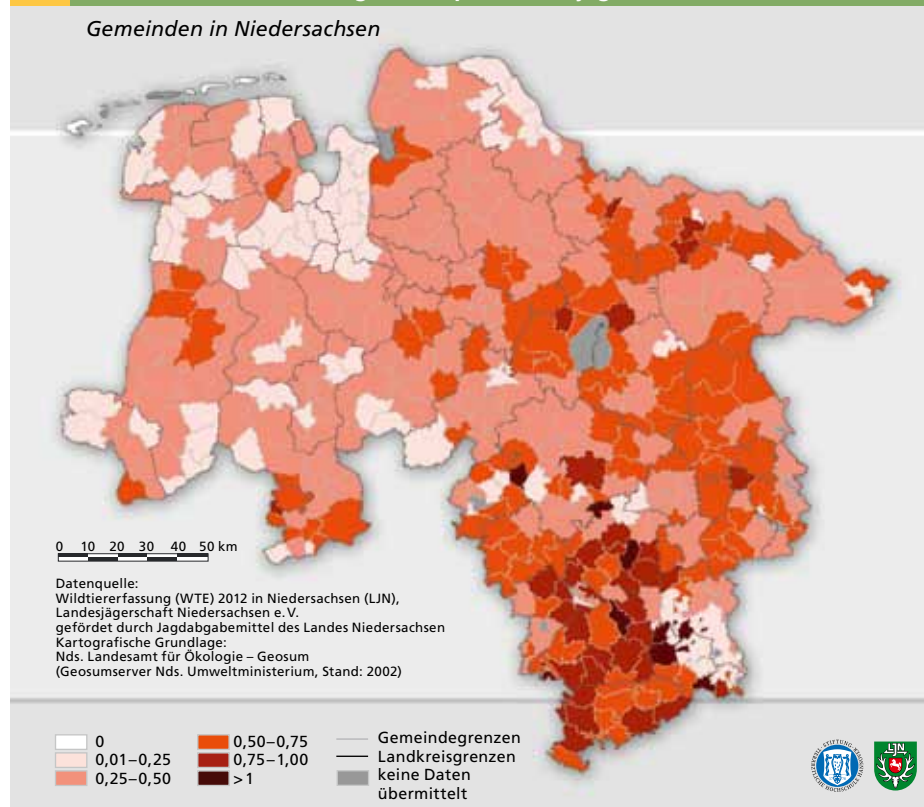 Gemeinden in Niedersachsen
0 10 20 30 40 50 km
Datenquelle:
Wildtiererfassung (WTE) 2012 in Niedersachsen (LJN),
Landesjägerschaft Niedersachsen e.V.
gefördert durch Jagdabgabemittel des Landes Niedersachsen
Kartografische Grundlage:
Nds. Landesamt für Ökologie – Geosum
(Geosumserver Nds. Umweltministerium, Stand: 2002)
0
0,01–0,25
0,25–0,50
0,50–0,75
0,75–1,00
>1
Gemeindegrenzen
Landkreisgrenzen
keine Daten
übermittelt
LJN